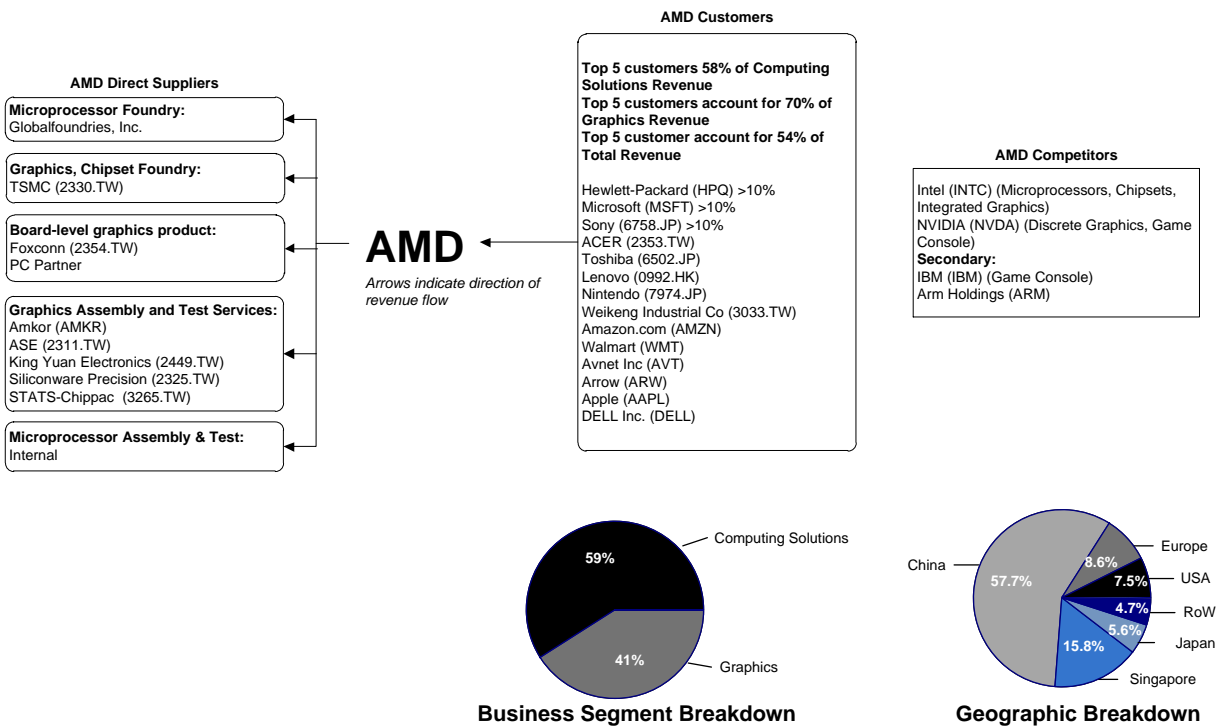 AMD Customers
Top 5 customers 58% of Computing
Solutions Revenue
Top 5 customers account for 70% of
Graphics Revenue
Top 5 customer account for 54% of
Total Revenue
Hewlett-Packard (HPQ) >10%
Microsoft (MSFT) >10%
Sony (6758.JP) >10%
ACER (2353.TW)
Toshiba (6502.JP)
Lenovo (0992.HK)
Nintendo (7974.JP)
Weikeng Industrial Co (3033.TW)
Amazon.com (AMZN)
Walmart (WMT)
Avnet Inc (AVT)
Arrow (ARW)
Apple (AAPL)
DELL Inc. (DELL)
AMD Direct Suppliers
Microprocessor Foundry:
Globalfoundries, Inc.
Graphics, Chipset Foundry:
TSMC (2330.TW)
Board-level graphics product:
Foxconn (2354.TW)
PC Partner
Graphics Assembly and Test Services:
Amkor (AMKR)
ASE (2311.TW)
King Yuan Electronics (2449.TW)
Siliconware Precision (2325.TW)
STATS-Chippac (3265.TW)
Microprocessor Assembly & Test:
Internal
AMD
Arrows indicate direction of
revenue flow
AMD Competitors
Intel (INTC) (Microprocessors, Chipsets,
Integrated Graphics)
NVIDIA (NVDA) (Discrete Graphics, Game
Console)
Secondary:
IBM (IBM) (Game Console)
Arm Holdings (ARM)
59%
Computing Solutions
41%
Graphics
Business Segment Breakdown
China
57.7%
8.6%
Europe
7.5%
USA
4.7%
RoW
5.6%
Japan
15.8%
Singapore
Geographic Breakdown